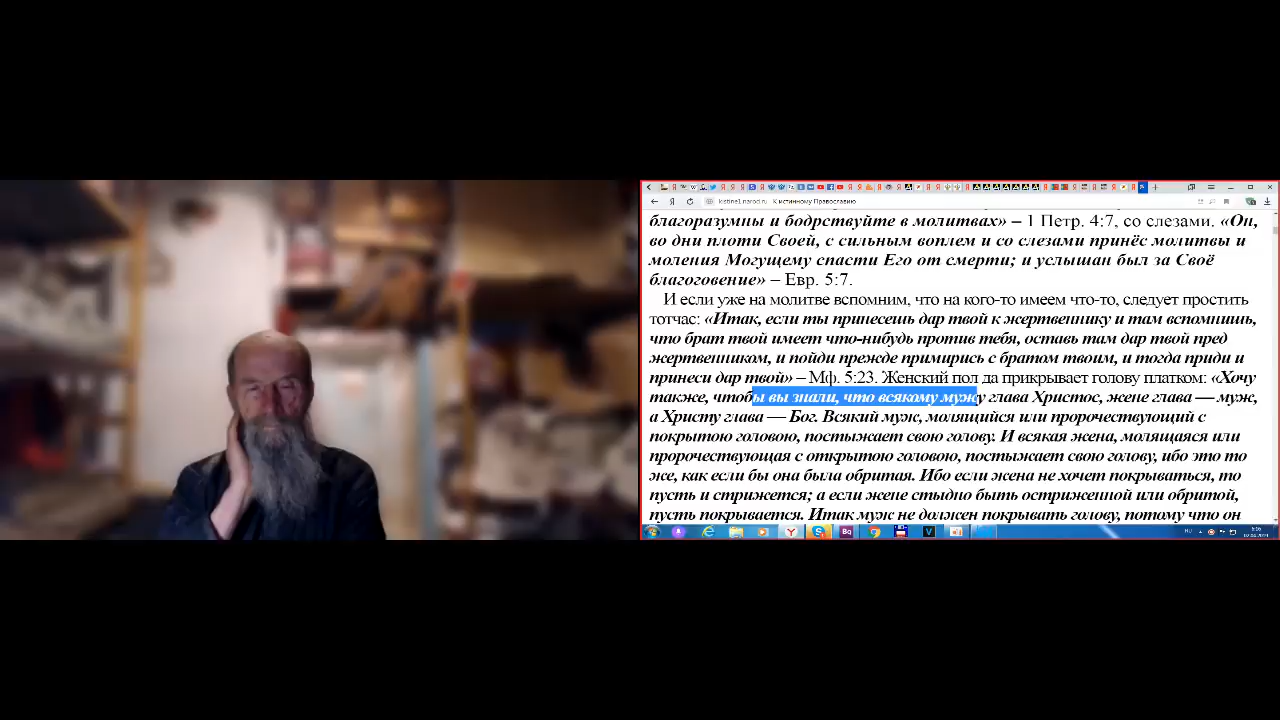 kistine1.narod.ru К истинному Православию
благоразумны и бодрствуйте в молитвах» – 1 Петр. 4:7, со слезами. «Он,
во дни плоти Своей, с сильным воплем и со слезами принёс молитвы и
моления Могущему спасти Его от смерти; и услышан был за Своё
благоговение» – Евр. 5:7.
И если уже на молитве вспомним, что на кого-то имеем что-то, следует простить
тотчас: «Итак, если ты принесешь дар твой к жертвеннику и там вспомнишь,
что брат твой имеет что-нибудь против тебя, оставь там дар твой пред
жертвенником, и пойди прежде примирись с братом твоим, и тогда приди и
принеси дар твой» – Мф. 5:23. Женский пол да прикрывает голову платком: «Хочу
также, чтобы вы знали, что всякому мужу глава Христос, жене глава — муж,
а Христу глава — Бог. Всякий муж, молящийся или пророчествующий с
покрытою головою, постыжает свою голову. И всякая жена, молящаяся или
пророчествующая с открытою головою, постыжает свою голову, ибо это то
же, как если бы она была обритая. Ибо если жена не хочет покрываться, то
пусть и стрижется; а если жене стыдно быть остриженной или обритой,
пусть покрывается. Итак муж не должен покрывать голову, потому что он